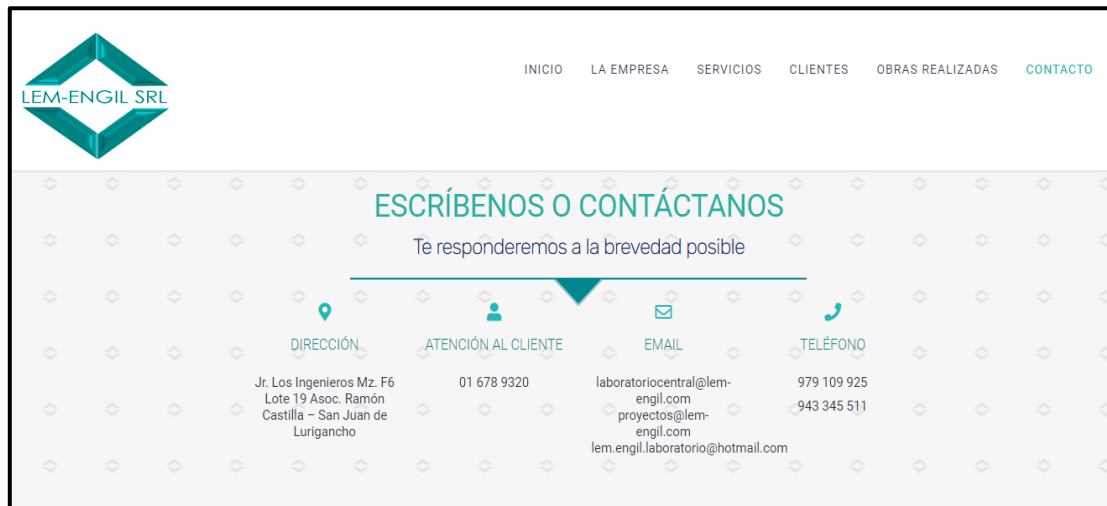 LEM-ENGIL SRL
INICIO LA EMPRESA SERVICIOS CLIENTES OBRAS REALIZADAS CONTACTO
ESCRÍBENOS O CONTÁCTANOS
Te responderemos a la brevedad posible
DIRECCIÓN
Jr. Los Ingenieros Mz. F6
Lote 19 Asoc. Ramón
Castilla – San Juan de
Lurigancho
ATENCIÓN AL CLIENTE
01 678 9320
EMAIL
laboratoriocentral@lem-
engil.com
proyectos@lem-
engil.com
lem.engil.laboratorio@hotmail.com
TELÉFONO
979 109 925
943 345 511